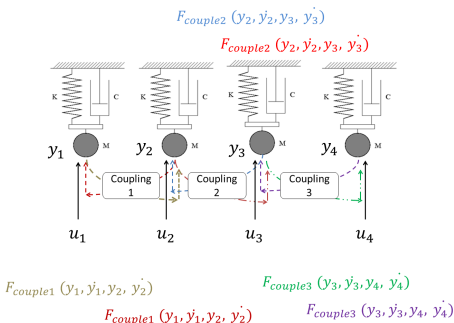 F_couple2 (y₂, ẏ₂, y₃, ẏ₃)
F_couple2 (y₂, ẏ₂, y₃, ẏ₃)
K C K C K C K C
y₁ M y₂ M y₃ M y₄ M
Coupling 1 Coupling 2 Coupling 3
u₁ u₂ u₃ u₄
F_couple1 (y₁, ẏ₁, y₂, ẏ₂)
F_couple3 (y₃, ẏ₃, y₄, ẏ₄)
F_couple1 (y₁, ẏ₁, y₂, ẏ₂)
F_couple3 (y₃, ẏ₃, y₄, ẏ₄)